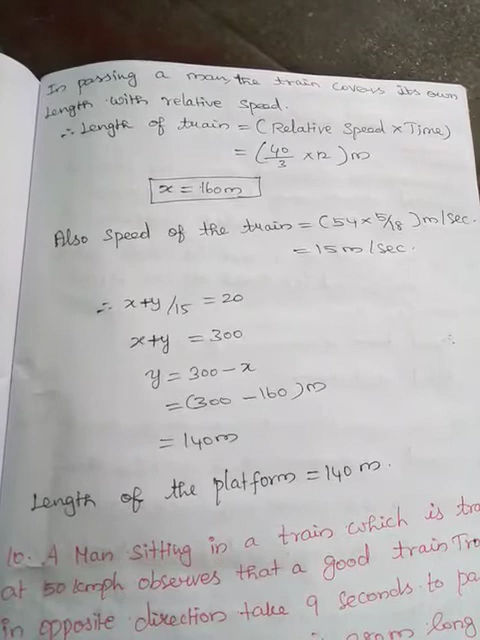 In passing a man, the train covers its own
Length with relative speed.
∴ Length of train = (Relative Speed × Time)
= (40/3 × 12) m
x = 160m
Also speed of the train = (54 × 5/18) m/sec.
= 15 m/sec.
∴ x+y/15 = 20
x+y = 300
y = 300 - x
= (300 - 160) m
= 140m
Length of the platform = 140 m.
10. A Man sitting in a train which is tra
at 50 kmph observes that a good train Tra
in opposite direction take 9 seconds to pa
long